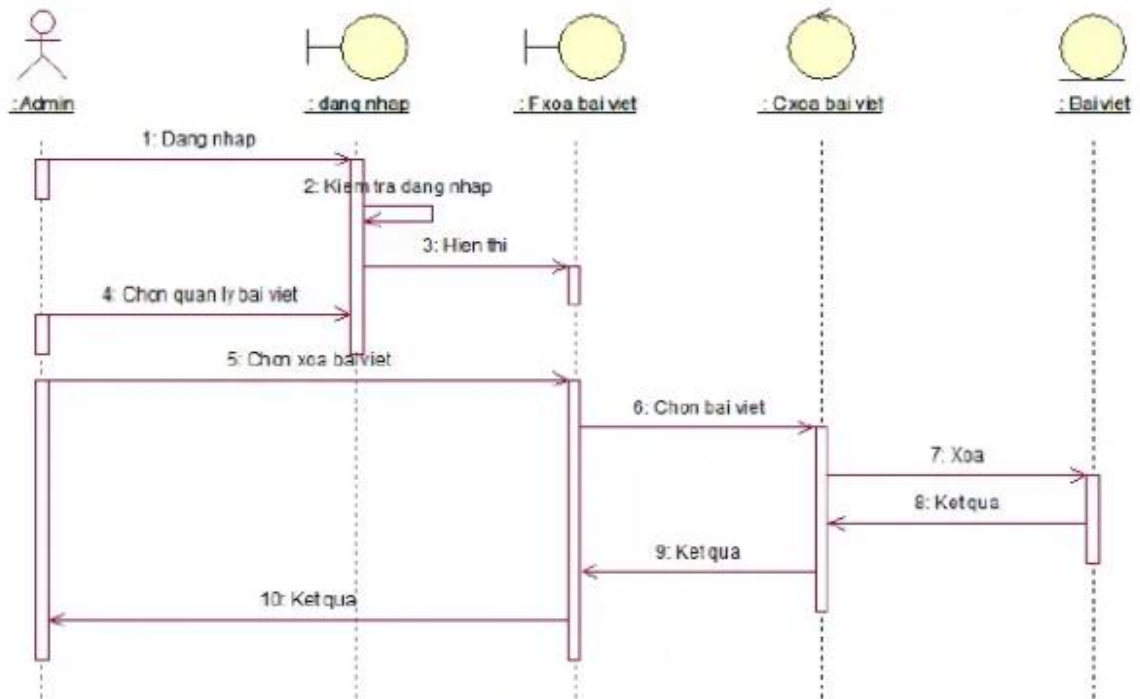 : Admin
: dang nhap
: Fxoa bai viet
: Cxoa bai viet
: Bai viet
1: Dang nhap
2: Kiem tra dang nhap
3: Hien thi
4: Chon quan ly bai viet
5: Chon xoa bai viet
6: Chon bai viet
7: Xoa
8: Ket qua
9: Ket qua
10: Ket qua